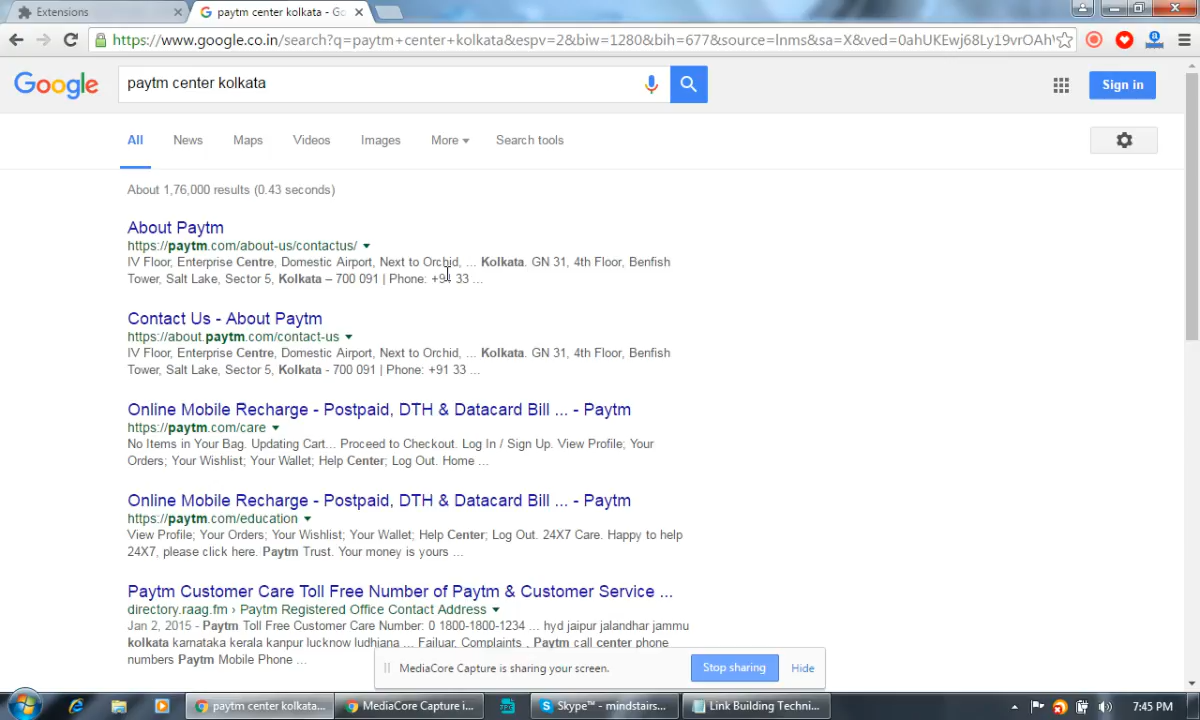 Extensions
paytm center kolkata - Go
https://www.google.co.in/search?q=paytm+center+kolkata&espv=2&biw=1280&bih=677&source=lnms&sa=X&ved=0ahUKEwj68Ly19vrOAh
Google
paytm center kolkata
Sign in
All News Maps Videos Images More Search tools
About 1,76,000 results (0.43 seconds)
About Paytm
https://paytm.com/about-us/contactus/
IV Floor, Enterprise Centre, Domestic Airport, Next to Orchid, ... Kolkata. GN 31, 4th Floor, Benfish
Tower, Salt Lake, Sector 5, Kolkata – 700 091 | Phone: +91 33 ...
Contact Us - About Paytm
https://about.paytm.com/contact-us
IV Floor, Enterprise Centre, Domestic Airport, Next to Orchid, ... Kolkata. GN 31, 4th Floor, Benfish
Tower, Salt Lake, Sector 5, Kolkata - 700 091 | Phone: +91 33 ...
Online Mobile Recharge - Postpaid, DTH & Datacard Bill ... - Paytm
https://paytm.com/care
No Items in Your Bag. Updating Cart... Proceed to Checkout. Log In / Sign Up. View Profile; Your
Orders; Your Wishlist; Your Wallet; Help Center; Log Out. Home ...
Online Mobile Recharge - Postpaid, DTH & Datacard Bill ... - Paytm
https://paytm.com/education
View Profile; Your Orders; Your Wishlist; Your Wallet; Help Center; Log Out. 24X7 Care. Happy to help
24X7, please click here. Paytm Trust. Your money is yours ...
Paytm Customer Care Toll Free Number of Paytm & Customer Service ...
directory.raag.fm › Paytm Registered Office Contact Address
Jan 2, 2015 - Paytm Toll Free Customer Care Number: 0 1800-1800-1234 ... hyd jaipur jalandhar jammu
kolkata karnataka kerala kanpur lucknow ludhiana ... Failuar, Complaints , Paytm call center phone
numbers Paytm Mobile Phone ...
MediaCore Capture is sharing your screen.
Stop sharing
Hide
paytm center kolkata...
MediaCore Capture i...
Skype™ - mindstairs...
Link Building Techni...
7:45 PM